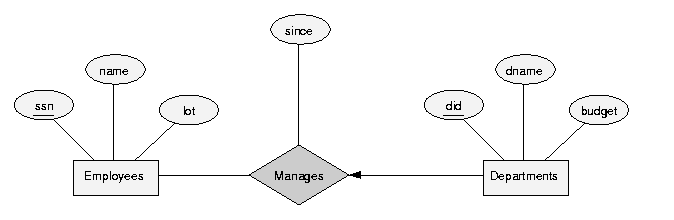 since
name
dname
ssn
lot
did
budget
Employees
Manages
Departments